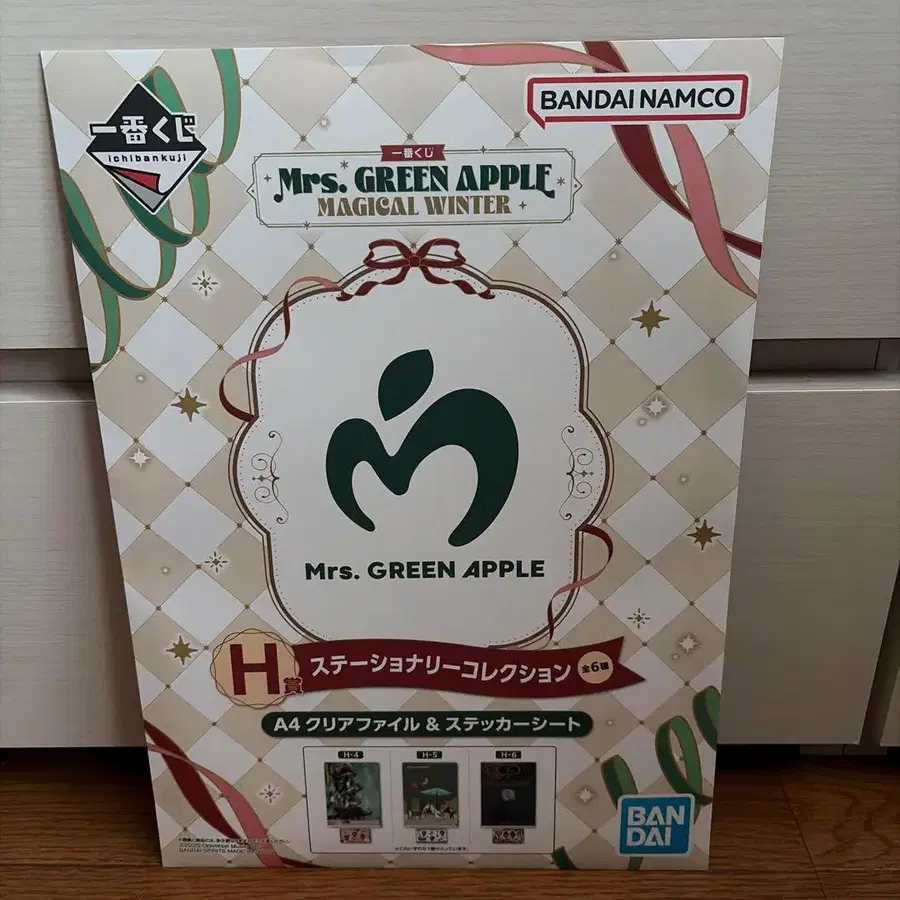 一番くじ
ichibankuji
BANDAI NAMCO
一番くじ
Mrs. GREEN APPLE
MAGICAL WINTER
Mrs. GREEN APPLE
H賞
ステーショナリーコレクション
全6種
A4 クリアファイル & ステッカーシート
H-4
H-5
H-6
BAN
DAI